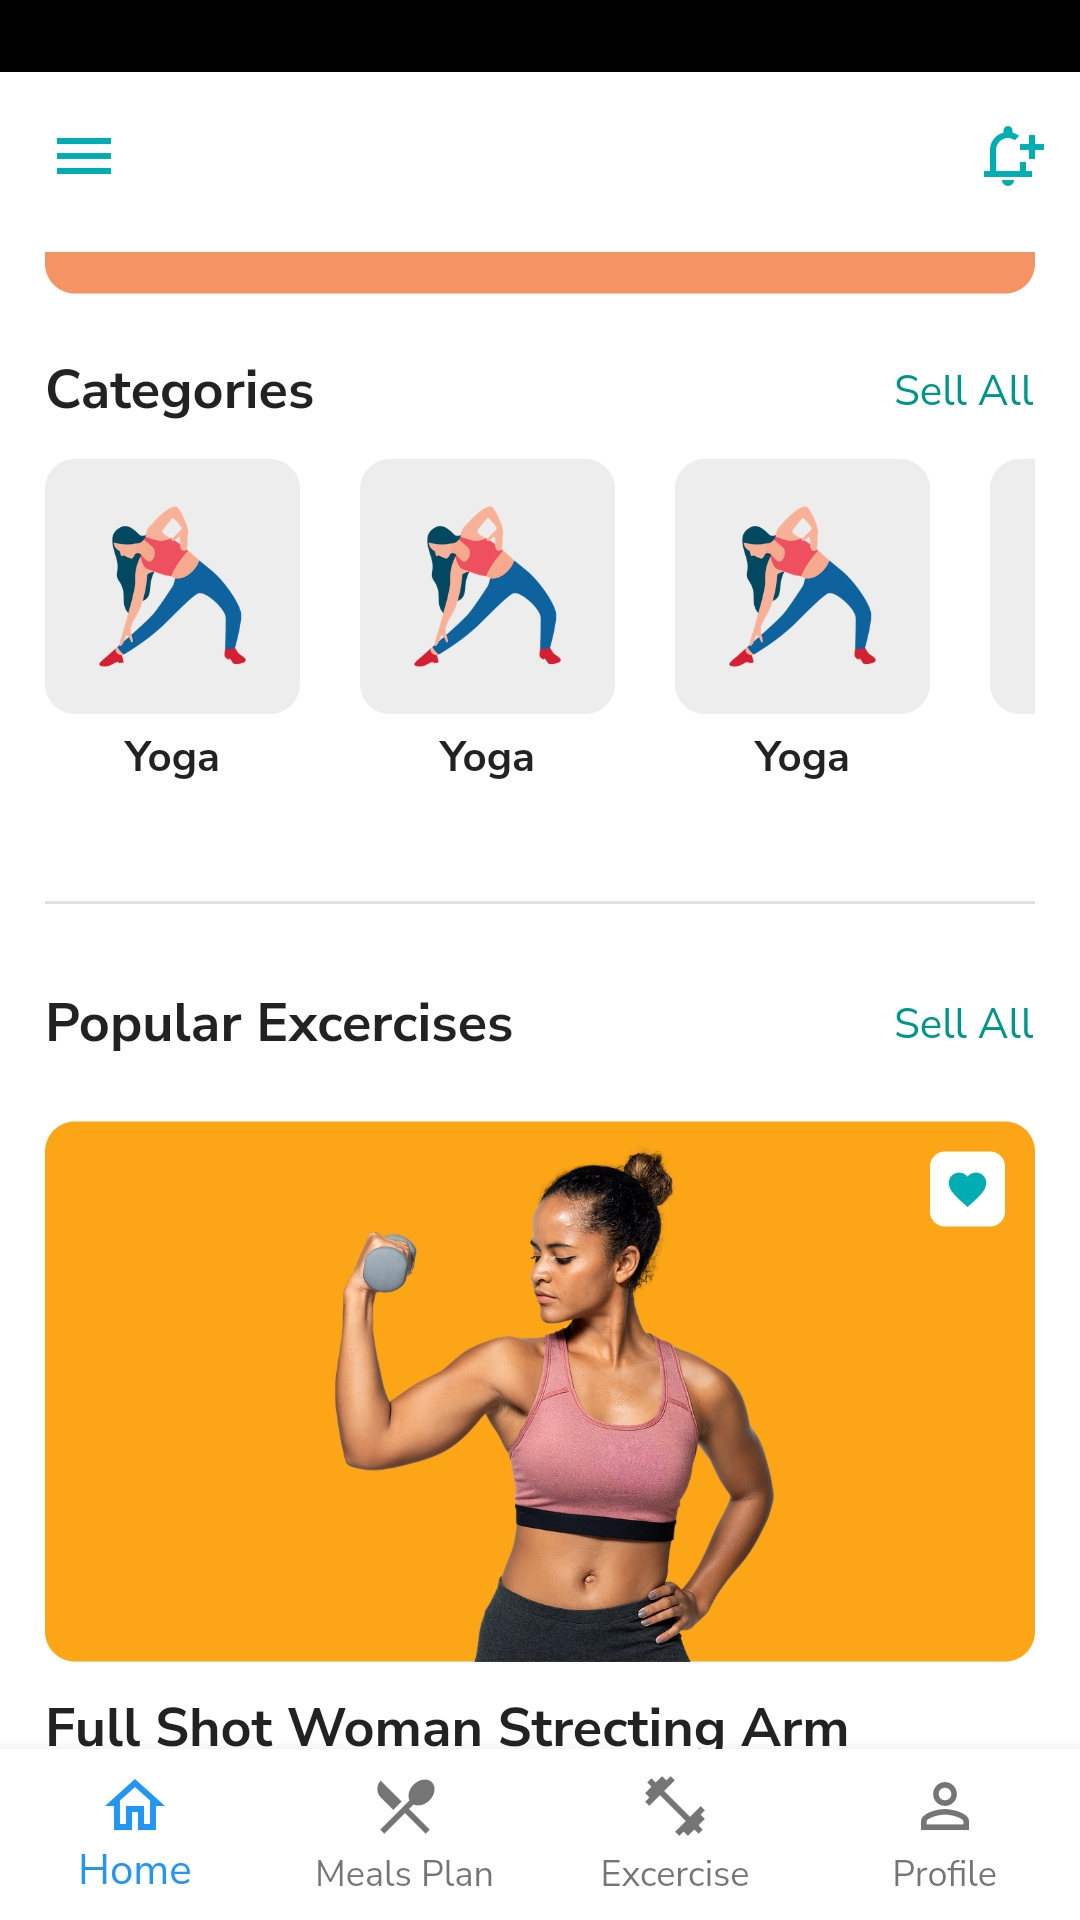 Categories
Sell All
Yoga
Yoga
Yoga
Popular Excercises
Sell All
Full Shot Woman Strecting Arm
Home
Meals Plan
Excercise
Profile